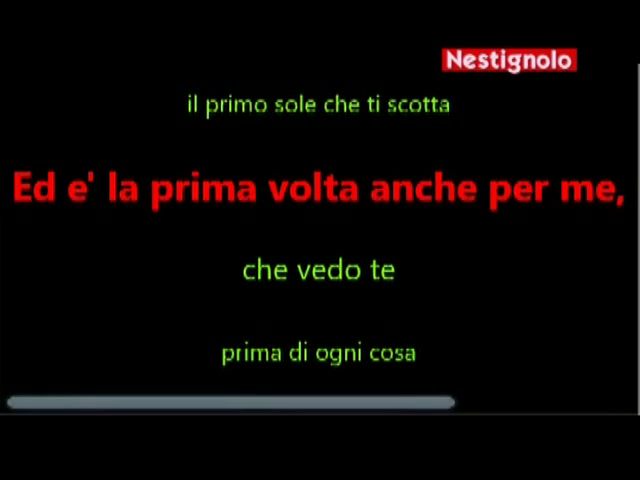 Nestignolo
il primo sole che ti scotta
Ed e' la prima volta anche per me,
che vedo te
prima di ogni cosa